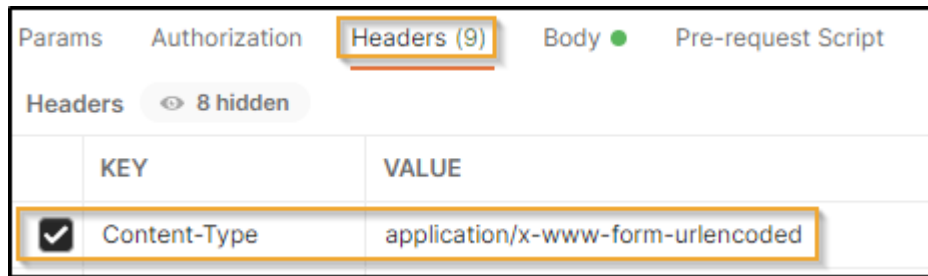 Params Authorization Headers (9) Body Pre-request Script
Headers 8 hidden
KEY VALUE
Content-Type application/x-www-form-urlencoded